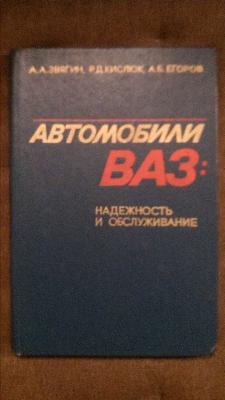 А.А.ЗВЯГИН, Р.Д.КИСЛЮК, А.Б.ЕГОРОВ
АВТОМОБИЛИ
ВАЗ:
НАДЕЖНОСТЬ
И ОБСЛУЖИВАНИЕ